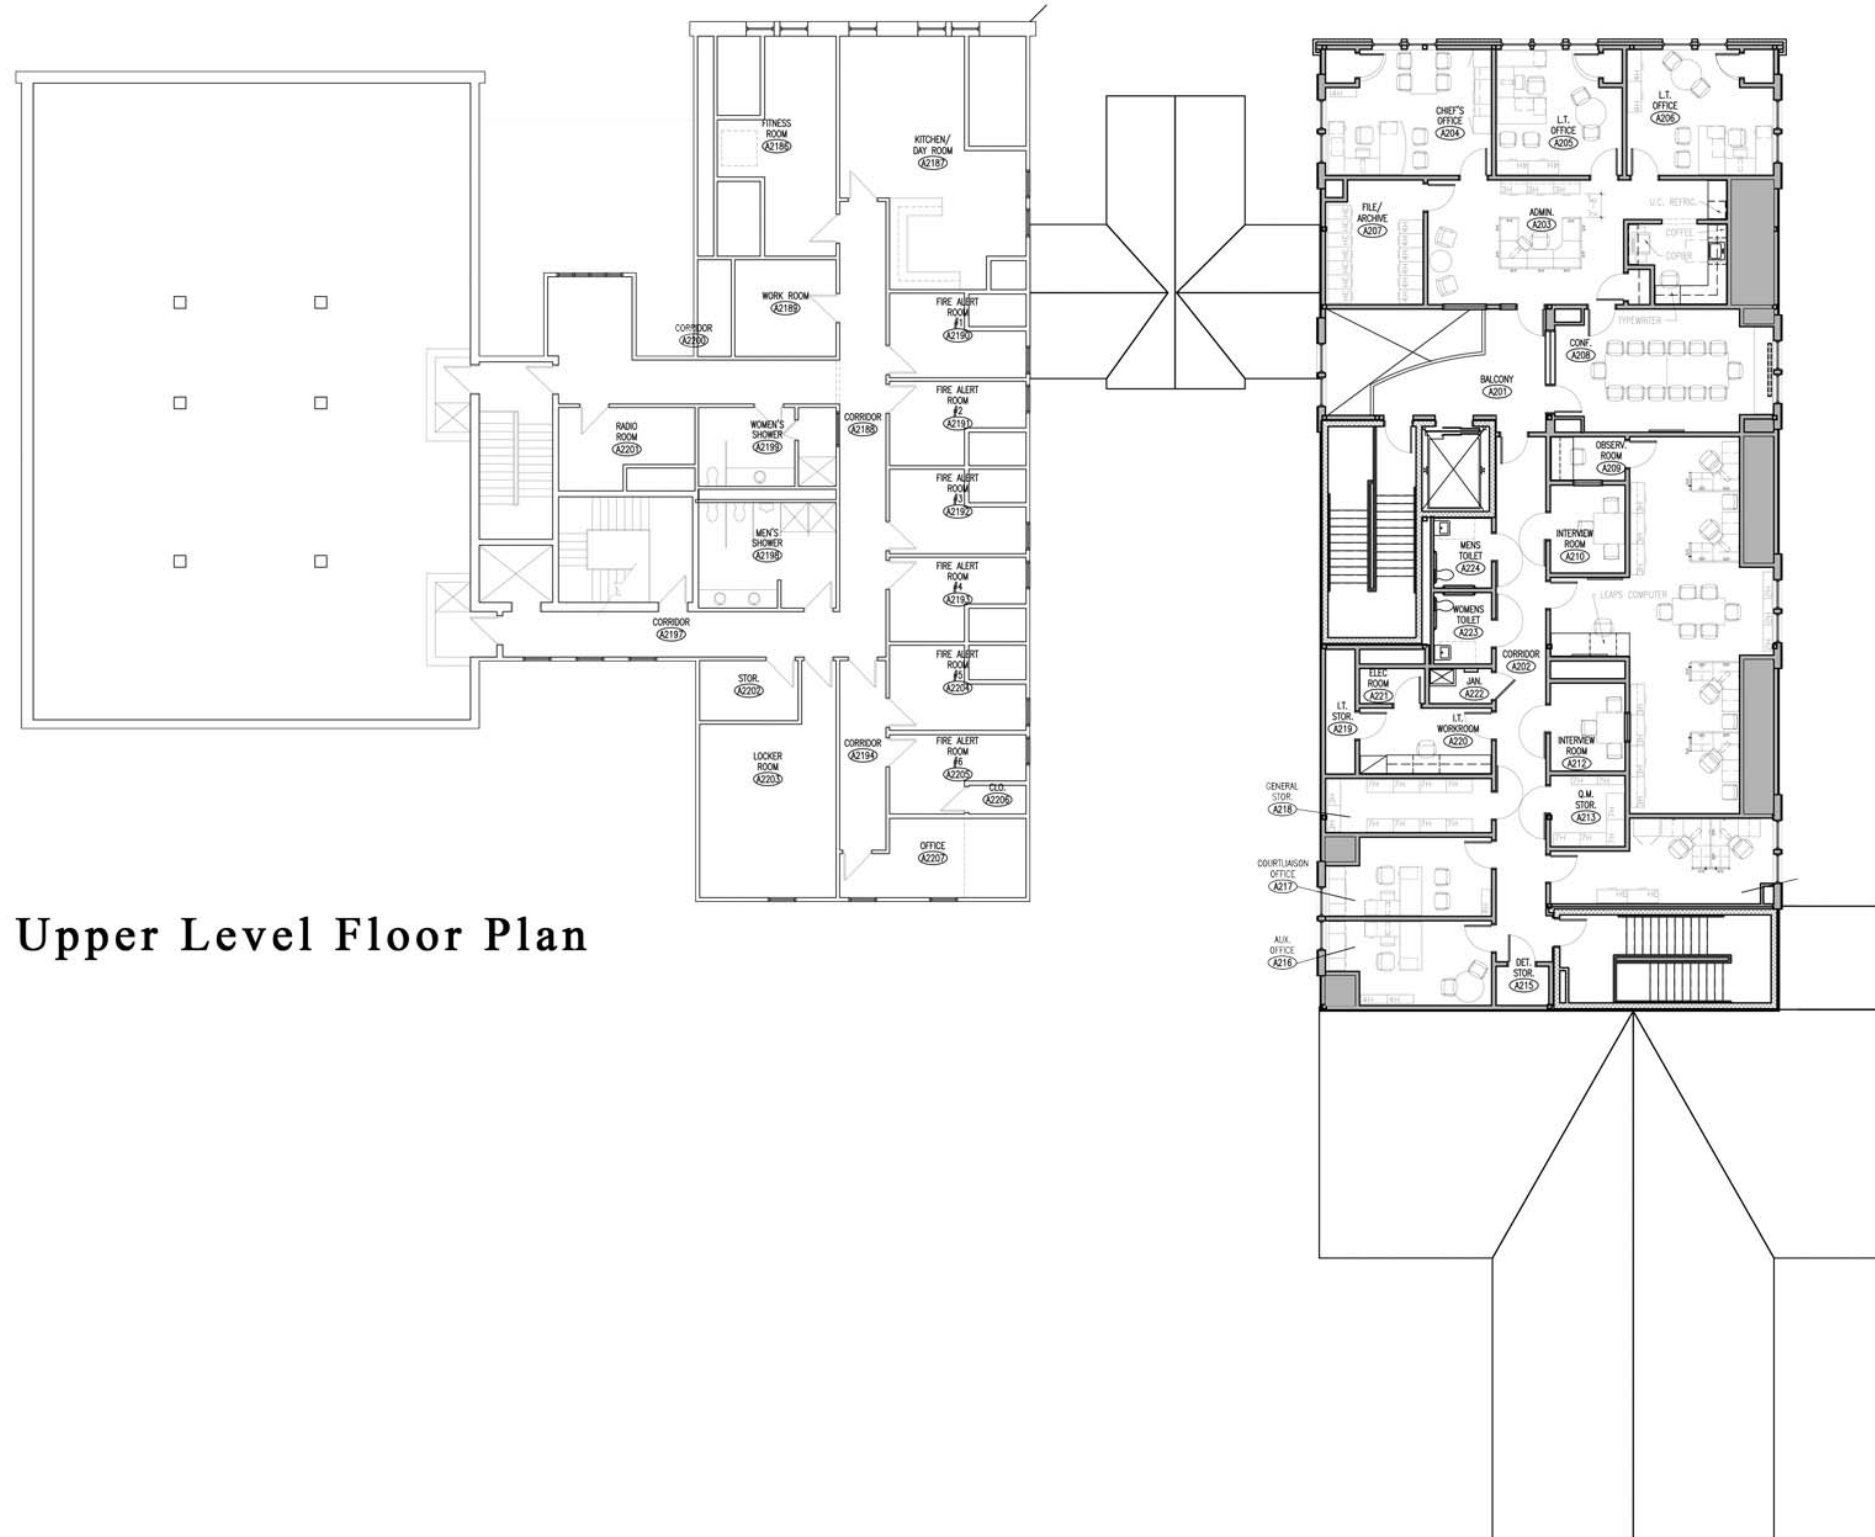 FITNESS
ROOM
A2186
KITCHEN/
DAY ROOM
A2187
WORK ROOM
A2189
CORRIDOR
A2200
FIRE ALERT
ROOM
#1
A2190
FIRE ALERT
ROOM
#2
A2191
CORRIDOR
A2188
RADIO
ROOM
A2201
WOMEN'S
SHOWER
A2199
FIRE ALERT
ROOM
#3
A2192
MEN'S
SHOWER
A2198
FIRE ALERT
ROOM
#4
A2193
CORRIDOR
A2197
FIRE ALERT
ROOM
#5
A2204
STOR.
A2202
LOCKER
ROOM
A2203
CORRIDOR
A2194
FIRE ALERT
ROOM
#6
A2205
CLO.
A2206
OFFICE
A2207
Upper Level Floor Plan
CHIEF'S
OFFICE
A204
L.T.
OFFICE
A205
L.T.
OFFICE
A206
FILE/
ARCHIVE
A207
ADMIN.
A203
U.C. REFRIG.
COFFEE
COPIER
TYPEWRITER
CONF.
A208
BALCONY
A201
OBSERV.
ROOM
A209
INTERVIEW
ROOM
A210
MENS
TOILET
A224
WOMENS
TOILET
A223
LEAPS COMPUTER
CORRIDOR
A202
ELEC
ROOM
A221
JAN.
A222
I.T.
STOR.
A219
I.T.
WORKROOM
A220
INTERVIEW
ROOM
A212
GENERAL
STOR.
A218
Q.M.
STOR.
A213
COURTLIAISON
OFFICE
A217
AUX.
OFFICE
A216
DET.
STOR.
A215